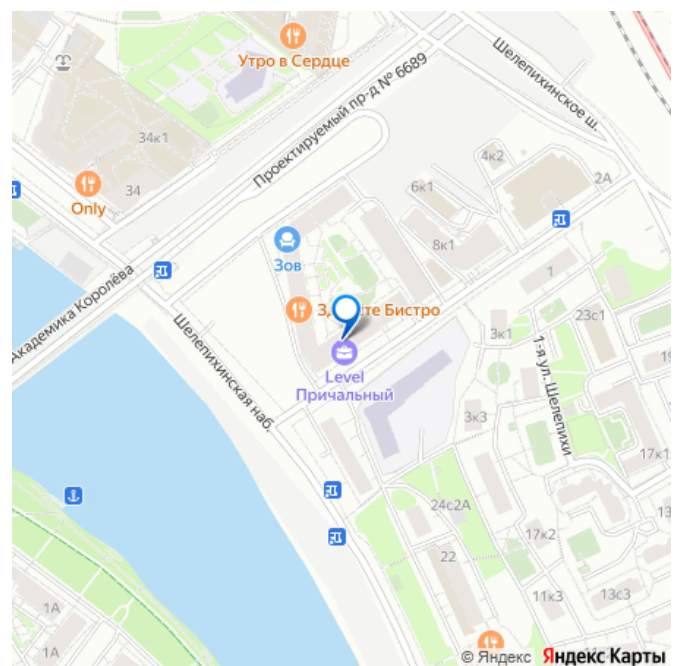 Утро в Сердце
Шелепихинское ш.
Проектируемый пр-д № 6689
34к1
34
Only
4к2
6к1
2А
8к1
Зов
Академика Королёва
1
23с1
Шелепихинская наб.
3к1
1-я ул. Шелепихи
Level
Причальный
3к3
17к1
24с2А
17к2
22
11к3
13с3
1А
1А
© Яндекс Яндекс Карты